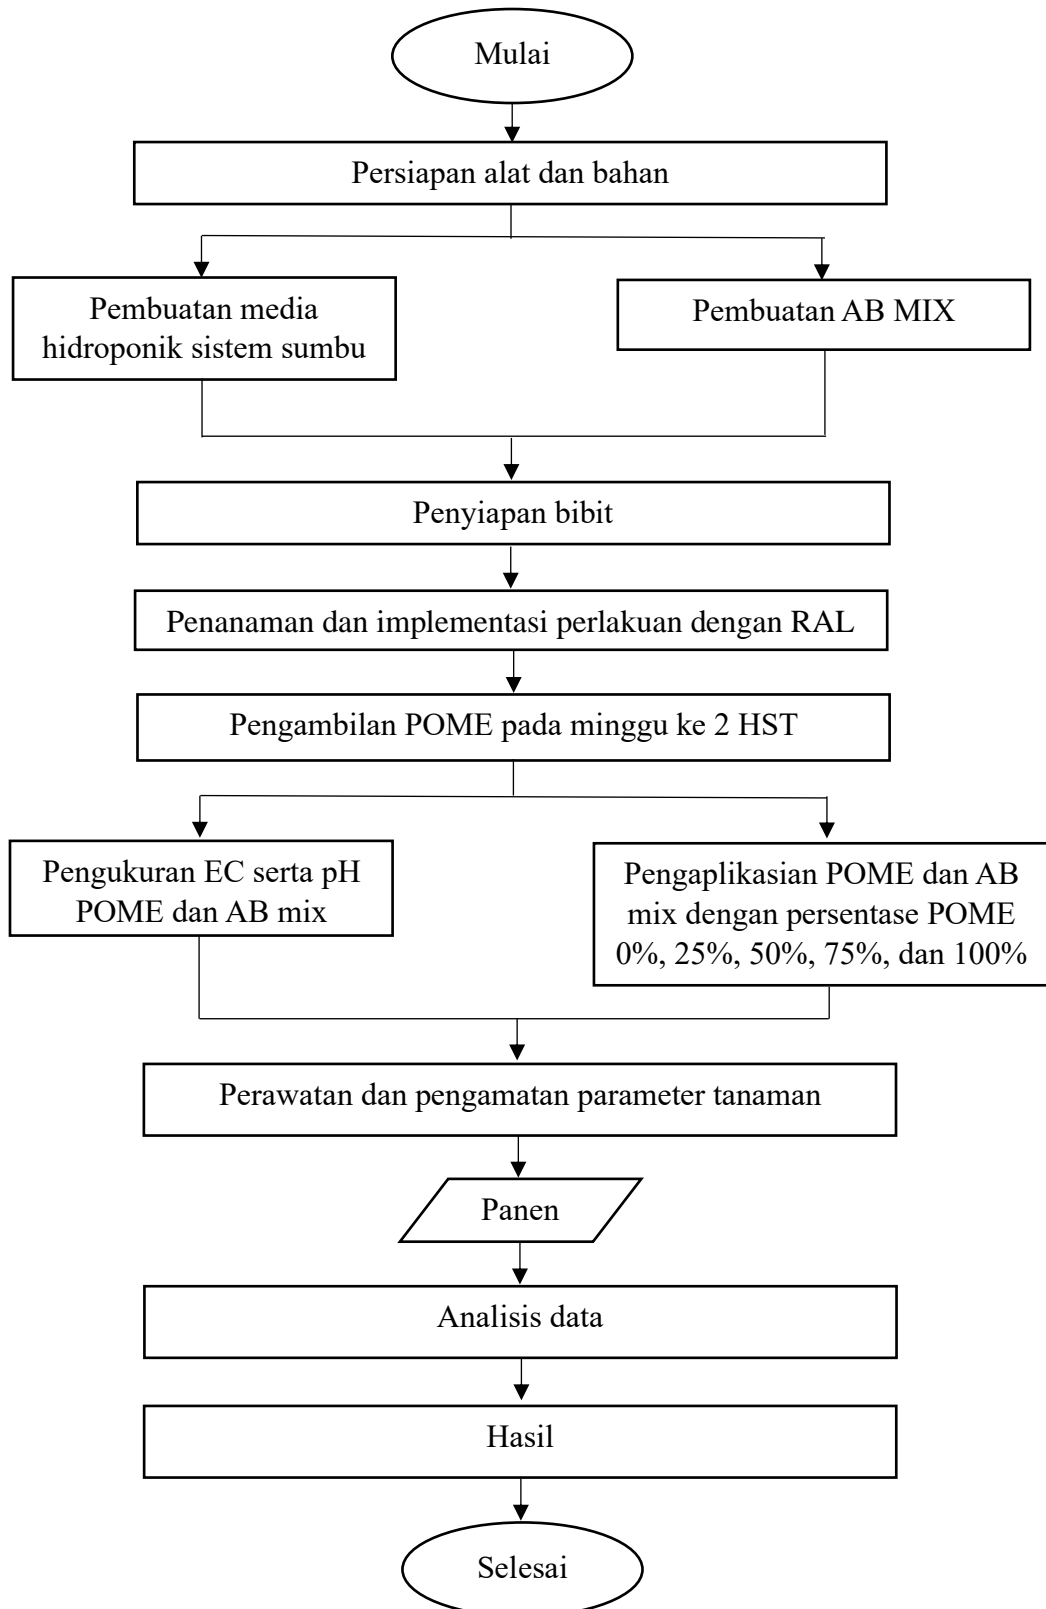 Mulai
Persiapan alat dan bahan
Pembuatan media
hidroponik sistem sumbu
Pembuatan AB MIX
Penyiapan bibit
Penanaman dan implementasi perlakuan dengan RAL
Pengambilan POME pada minggu ke 2 HST
Pengukuran EC serta pH
POME dan AB mix
Pengaplikasian POME dan AB
mix dengan persentase POME
0%, 25%, 50%, 75%, dan 100%
Perawatan dan pengamatan parameter tanaman
Panen
Analisis data
Hasil
Selesai